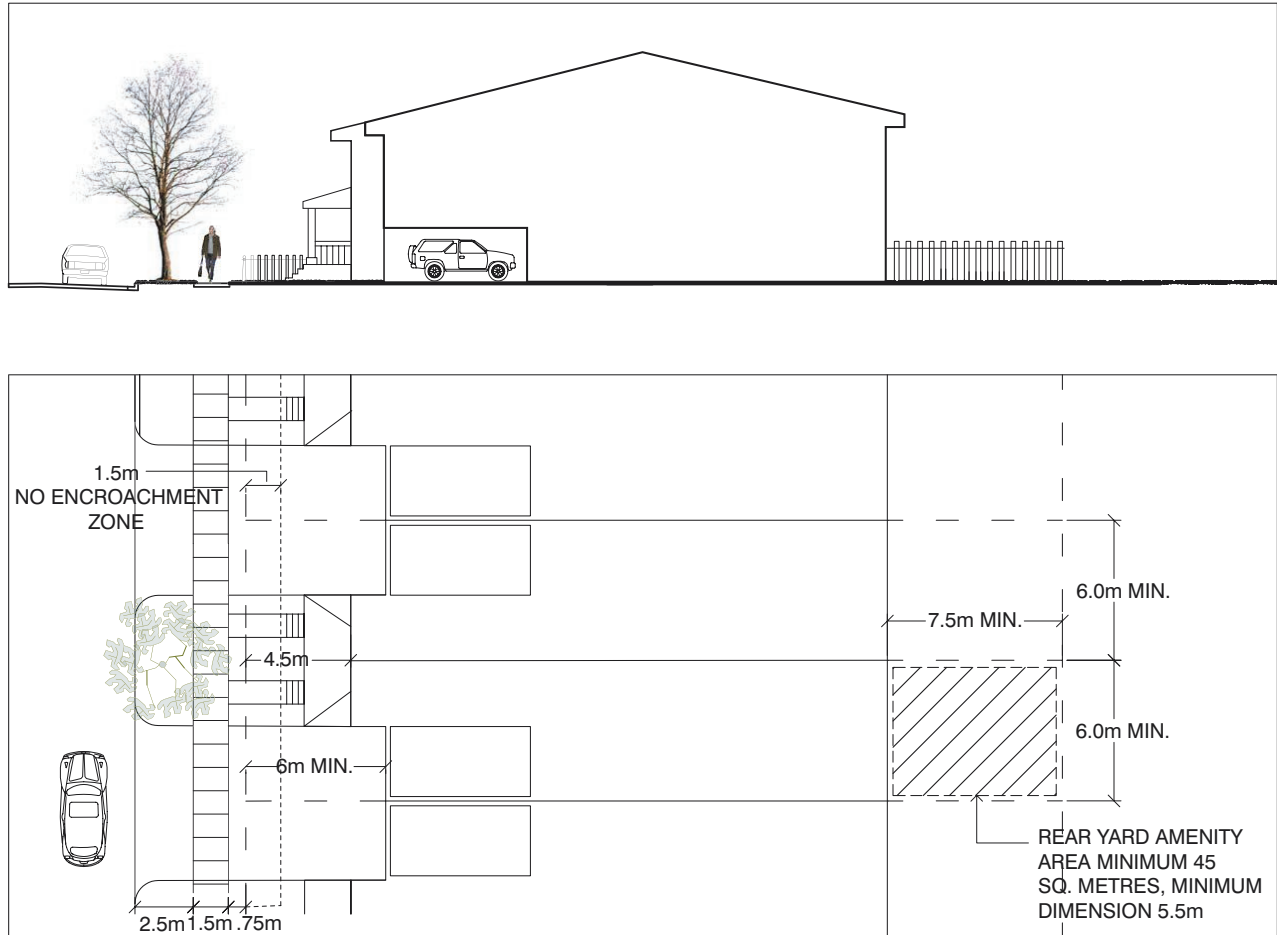 1.5m
NO ENCROACHMENT
ZONE
6.0m MIN.
7.5m MIN.
4.5m
6.0m MIN.
6m MIN.
REAR YARD AMENITY
AREA MINIMUM 45
SQ. METRES, MINIMUM
DIMENSION 5.5m
2.5m 1.5m .75m